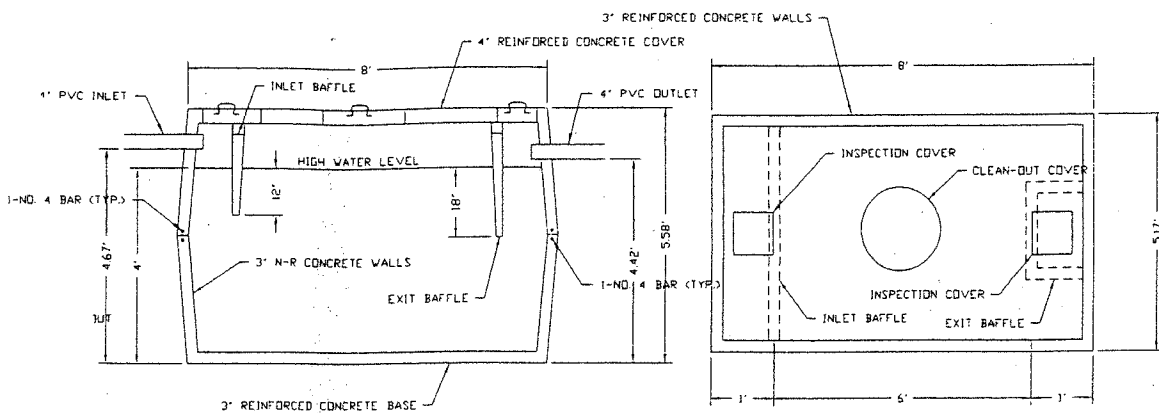 3" REINFORCED CONCRETE WALLS
4" REINFORCED CONCRETE COVER
8'
INLET BAFFLE
4" PVC INLET
4" PVC OUTLET
HIGH WATER LEVEL
12"
18"
1-NO. 4 BAR (TYP.)
4.67'
4'
3" N-R CONCRETE WALLS
EXIT BAFFLE
4.42'
5.58'
1-NO. 4 BAR (TYP.)
3" REINFORCED CONCRETE BASE
8'
INSPECTION COVER
CLEAN-OUT COVER
5.17'
INSPECTION COVER
INLET BAFFLE
EXIT BAFFLE
1'
6'
1'